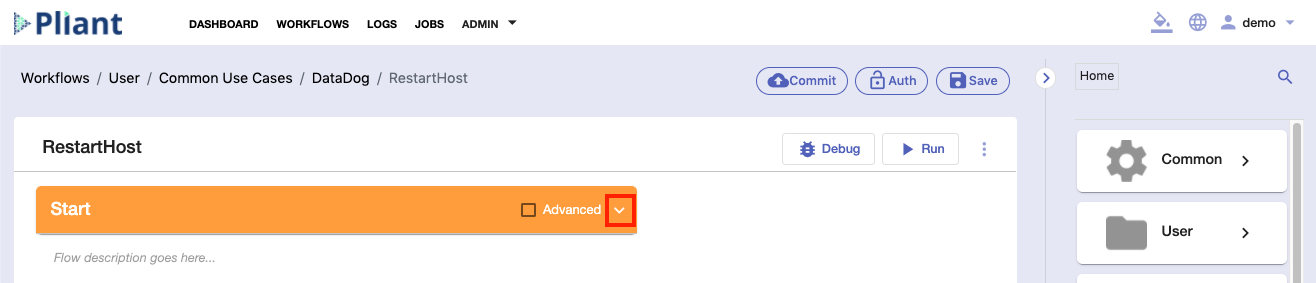 Pliant DASHBOARD WORKFLOWS LOGS JOBS ADMIN demo
Workflows / User / Common Use Cases / DataDog / RestartHost Commit Auth Save Home
RestartHost Debug Run
Common
Start Advanced
User
Flow description goes here...